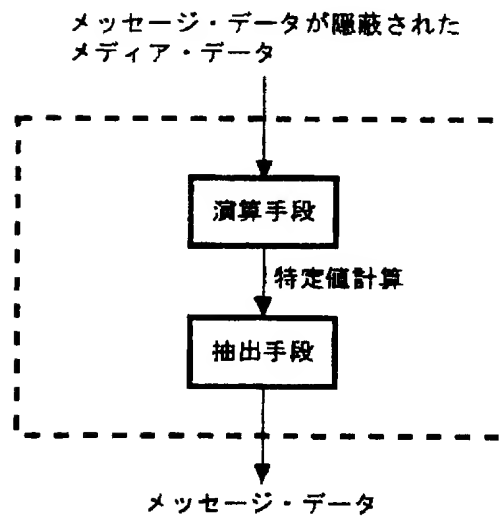 メッセージ・データが隠蔽された
メディア・データ
演算手段
特定値計算
抽出手段
メッセージ・データ